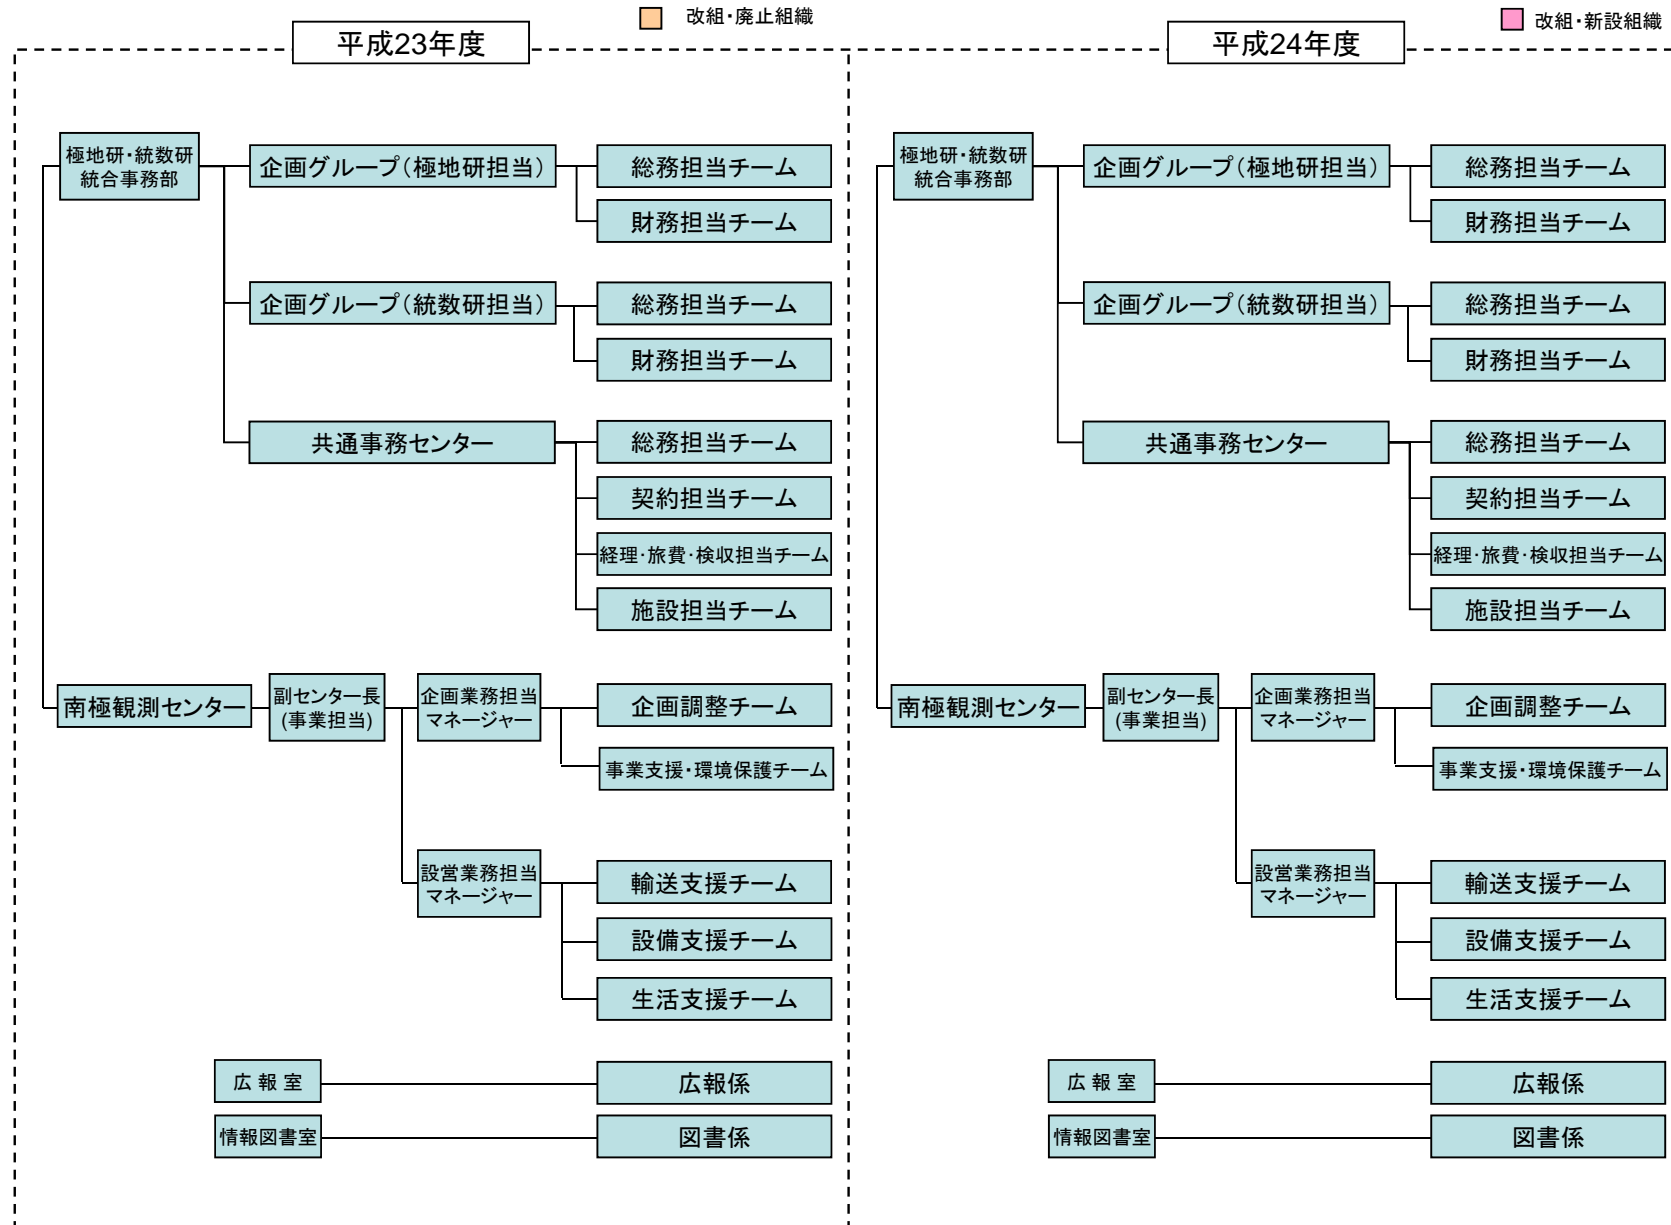 改組・廃止組織
改組・新設組織
平成23年度
極地研・統数研
統合事務部
企画グループ（極地研担当）
総務担当チーム
財務担当チーム
企画グループ（統数研担当）
総務担当チーム
財務担当チーム
共通事務センター
総務担当チーム
契約担当チーム
経理・旅費・検収担当チーム
施設担当チーム
南極観測センター
副センター長
(事業担当)
企画業務担当
マネージャー
企画調整チーム
事業支援・環境保護チーム
設営業務担当
マネージャー
輸送支援チーム
設備支援チーム
生活支援チーム
広 報 室
広報係
情報図書室
図書係
平成24年度
極地研・統数研
統合事務部
企画グループ（極地研担当）
総務担当チーム
財務担当チーム
企画グループ（統数研担当）
総務担当チーム
財務担当チーム
共通事務センター
総務担当チーム
契約担当チーム
経理・旅費・検収担当チーム
施設担当チーム
南極観測センター
副センター長
(事業担当)
企画業務担当
マネージャー
企画調整チーム
事業支援・環境保護チーム
設営業務担当
マネージャー
輸送支援チーム
設備支援チーム
生活支援チーム
広 報 室
広報係
情報図書室
図書係